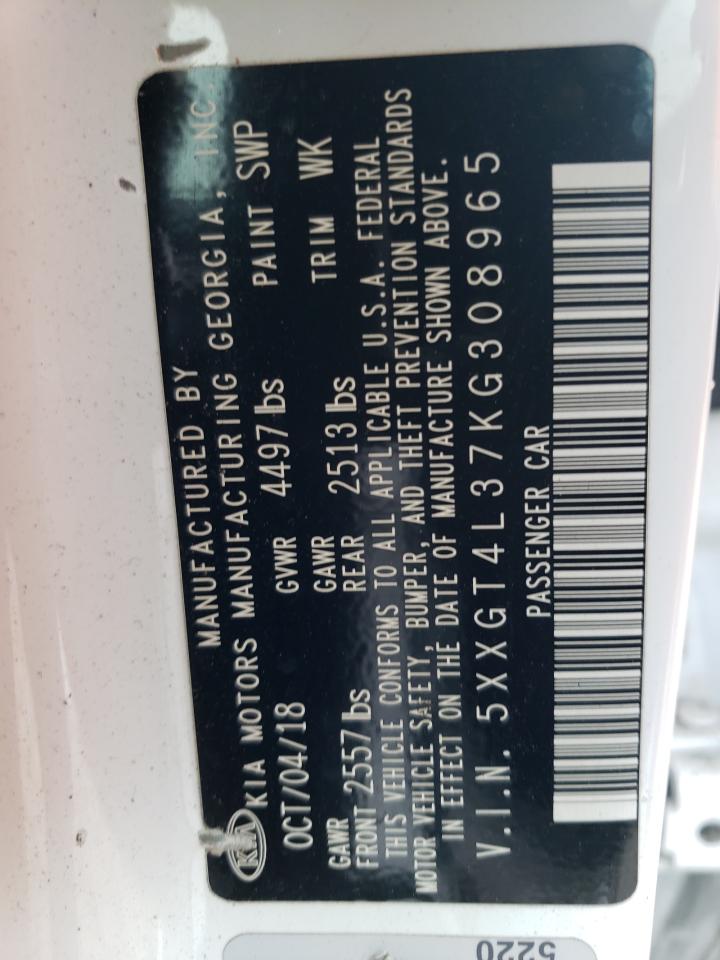 MANUFACTURED BY
KIA KIA MOTORS MANUFACTURING GEORGIA, INC.
OCT/04/18 GVWR 4497 lbs PAINT SWP
GAWR FRONT 2557 lbs GAWR REAR 2513 lbs TRIM WK
THIS VEHICLE CONFORMS TO ALL APPLICABLE U.S.A. FEDERAL
MOTOR VEHICLE SAFETY, BUMPER, AND THEFT PREVENTION STANDARDS
IN EFFECT ON THE DATE OF MANUFACTURE SHOWN ABOVE.
V.I.N. 5XXGT4L37KG308965
PASSENGER CAR
5220